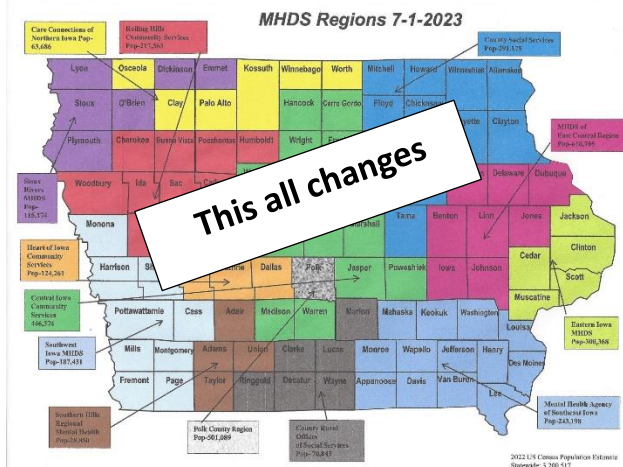 MHDS Regions 7-1-2023
Care Connections of
Northern Iowa Pop-
63,686
Rolling Hills
Community Services
County Social Services
Lyon
Osceola
Dickinson
Emmet
Kossuth
Winnebago
Worth
Mitchell
Howard
Winneshiek
Allamakee
Sioux
O'Brien
Clay
Palo Alto
Hancock
Cerro Gordo
Floyd
Chickasaw
Plymouth
Cherokee
Buena Vista
Pocahontas
Humboldt
Wright
Clayton
MHDS of
East Central Region
This all changes
Woodbury
Ida
Sac
Delaware
Dubuque
Sioux
Rivers
MHDS
Pop-
Monona
Tama
Benton
Linn
Jones
Jackson
Heart of Iowa
Community
Services
Pop-124,261
Harrison
Dallas
Polk
Jasper
Poweshiek
Iowa
Johnson
Cedar
Clinton
Scott
Central Iowa
Community
Services
Muscatine
Pottawattamie
Cass
Adair
Madison
Warren
Marion
Mahaska
Keokuk
Washington
Louisa
Eastern Iowa
MHDS
Pop-300,368
Southwest
Iowa MHDS
Pop-187,431
Mills
Montgomery
Adams
Union
Clarke
Lucas
Monroe
Wapello
Jefferson
Henry
Des Moines
Fremont
Page
Taylor
Ringgold
Decatur
Wayne
Appanoose
Davis
Van Buren
Lee
Southern Hills
Regional
Mental Health
Polk County Region
Pop-501,089
County Rural
Offices
of Social Services
Mental Health Agency
of Southeast Iowa
Pop-243,198
2022 US Census Population Estimate
Statewide: 3,200,517